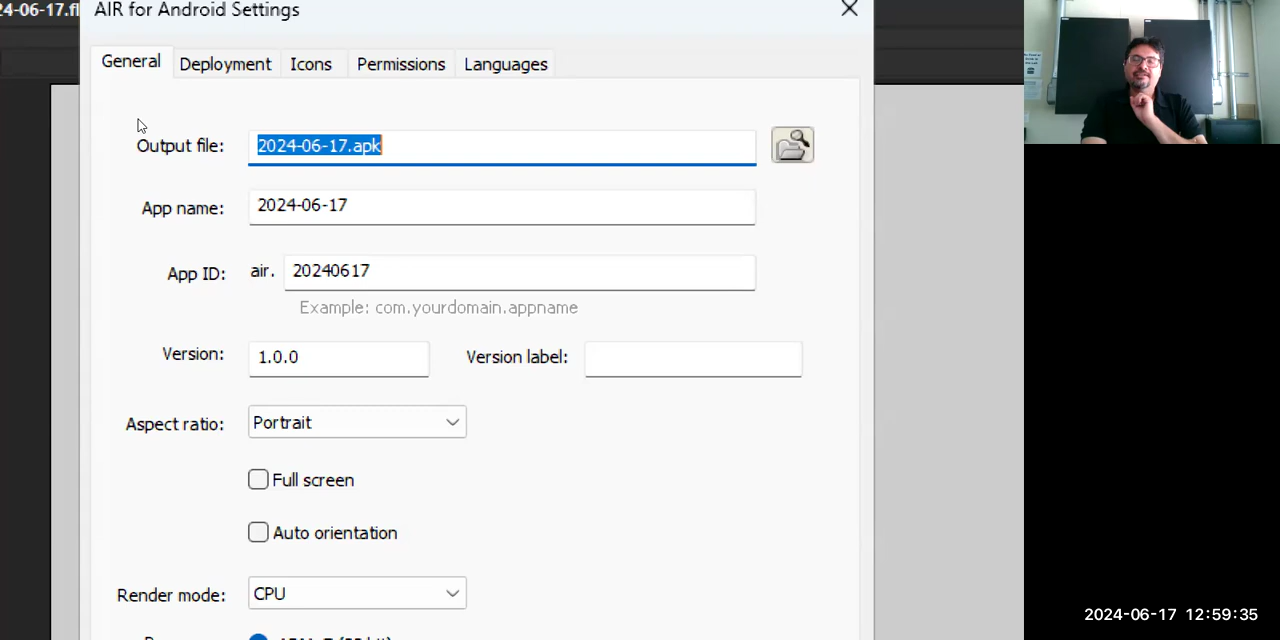 24-06-17.fl
AIR for Android Settings
General
Deployment
Icons
Permissions
Languages
Output file:
2024-06-17.apk
App name:
2024-06-17
App ID:
air.
20240617
Example: com.yourdomain.appname
Version:
1.0.0
Version label:
Aspect ratio:
Portrait
Full screen
Auto orientation
Render mode:
CPU
2024-06-17 12:59:35